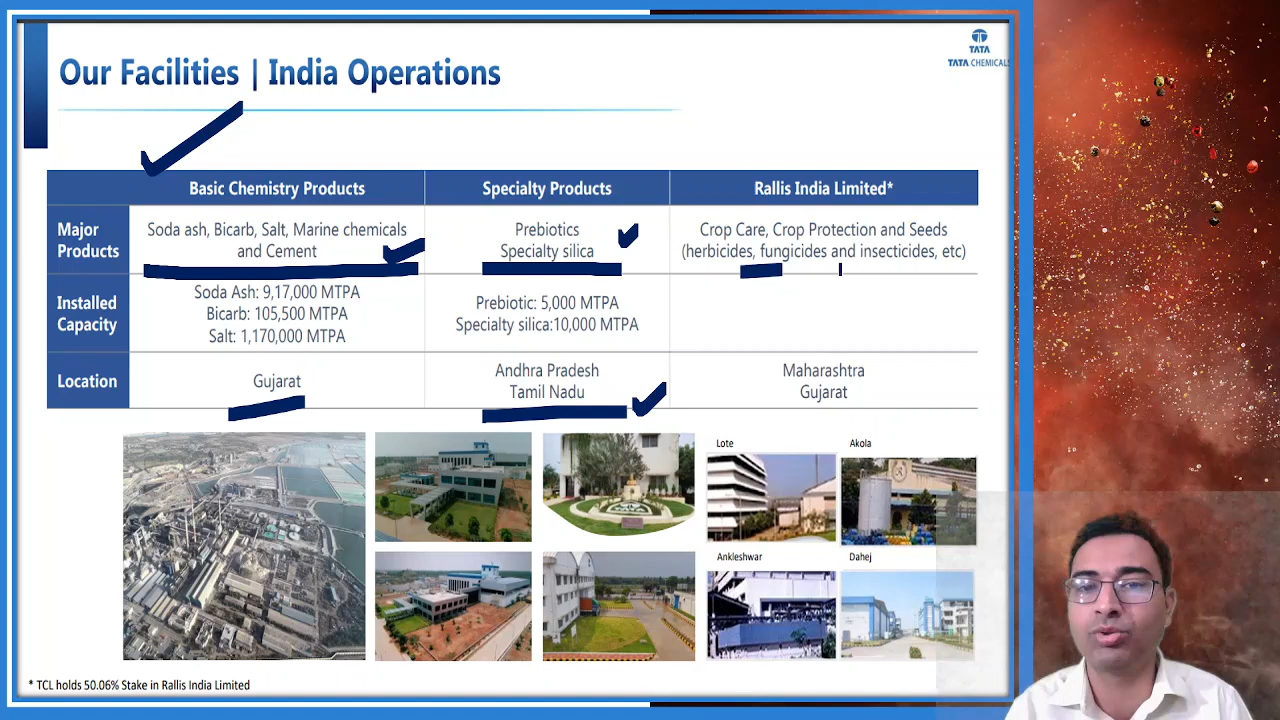 Our Facilities | India Operations
TATA
TATA CHEMICALS
Basic Chemistry Products
Specialty Products
Rallis India Limited*
Major Products
Soda ash, Bicarb, Salt, Marine chemicals
and Cement
Prebiotics
Specialty silica
Crop Care, Crop Protection and Seeds
(herbicides, fungicides and insecticides, etc)
Installed
Capacity
Soda Ash: 9,17,000 MTPA
Bicarb: 105,500 MTPA
Salt: 1,170,000 MTPA
Prebiotic: 5,000 MTPA
Specialty silica:10,000 MTPA
Location
Gujarat
Andhra Pradesh
Tamil Nadu
Maharashtra
Gujarat
Lote
Akola
Ankleshwar
Dahej
* TCL holds 50.06% Stake in Rallis India Limited